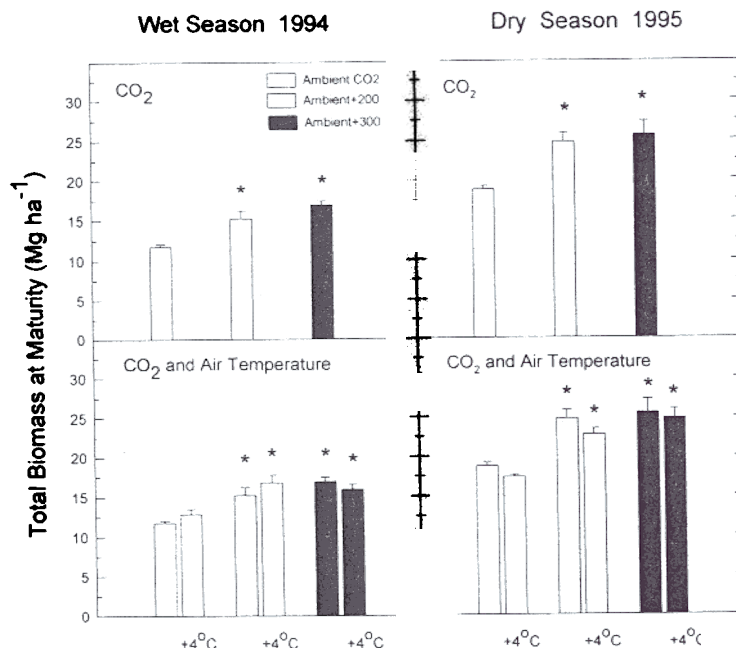 Wet Season 1994
Dry Season 1995
Total Biomass at Maturity (Mg ha⁻¹)
CO₂
Ambient CO2
Ambient+200
Ambient+300
30
25
20
15
10
5
0
*
*
CO₂
*
*
CO₂ and Air Temperature
30
25
20
15
10
5
0
*
*
*
*
+4°C
+4°C
+4°C
CO₂ and Air Temperature
*
*
*
*
+4°C
+4°C
+4°C